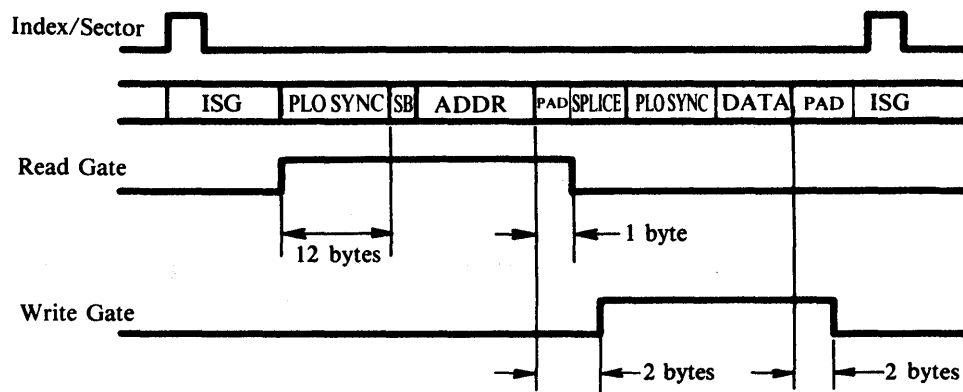 Index/Sector
ISG PLO SYNC SB ADDR PAD SPLICE PLO SYNC DATA PAD ISG
Read Gate
12 bytes
1 byte
Write Gate
2 bytes
2 bytes